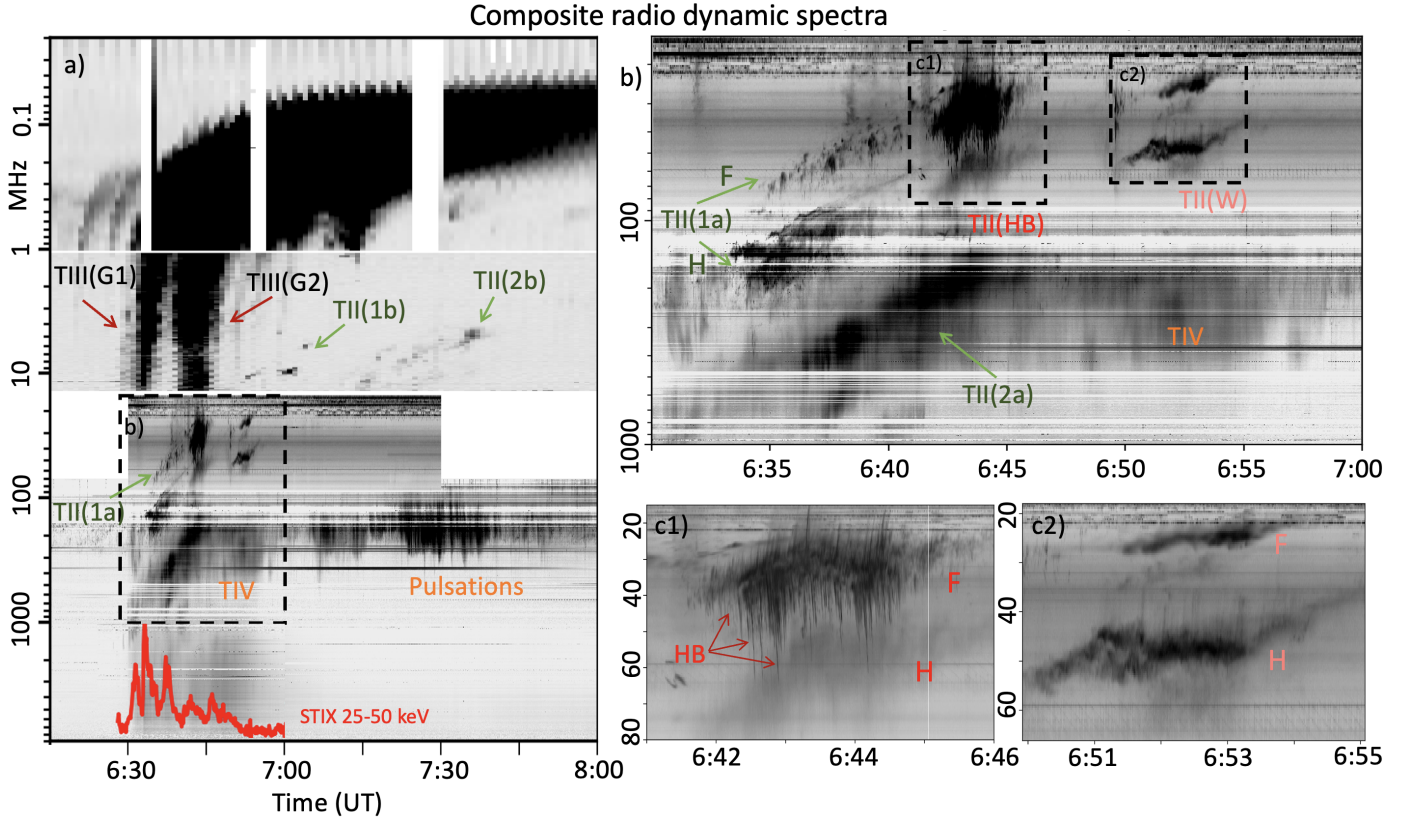 Composite radio dynamic spectra
a)
0.1
MHz
1
TIII(G1)
TIII(G2)
TII(1b)
TII(2b)
10
b)
100
TII(1a)
TIV
Pulsations
1000
STIX 25-50 keV
6:30
7:00
7:30
8:00
Time (UT)
b)
c1)
c2)
F
TII(1a)
H
100
TII(HB)
TII(W)
TIV
TII(2a)
1000
6:35
6:40
6:45
6:50
6:55
7:00
c1)
20
40
60
80
HB
F
H
6:42
6:44
6:46
c2)
20
40
60
F
H
6:51
6:53
6:55